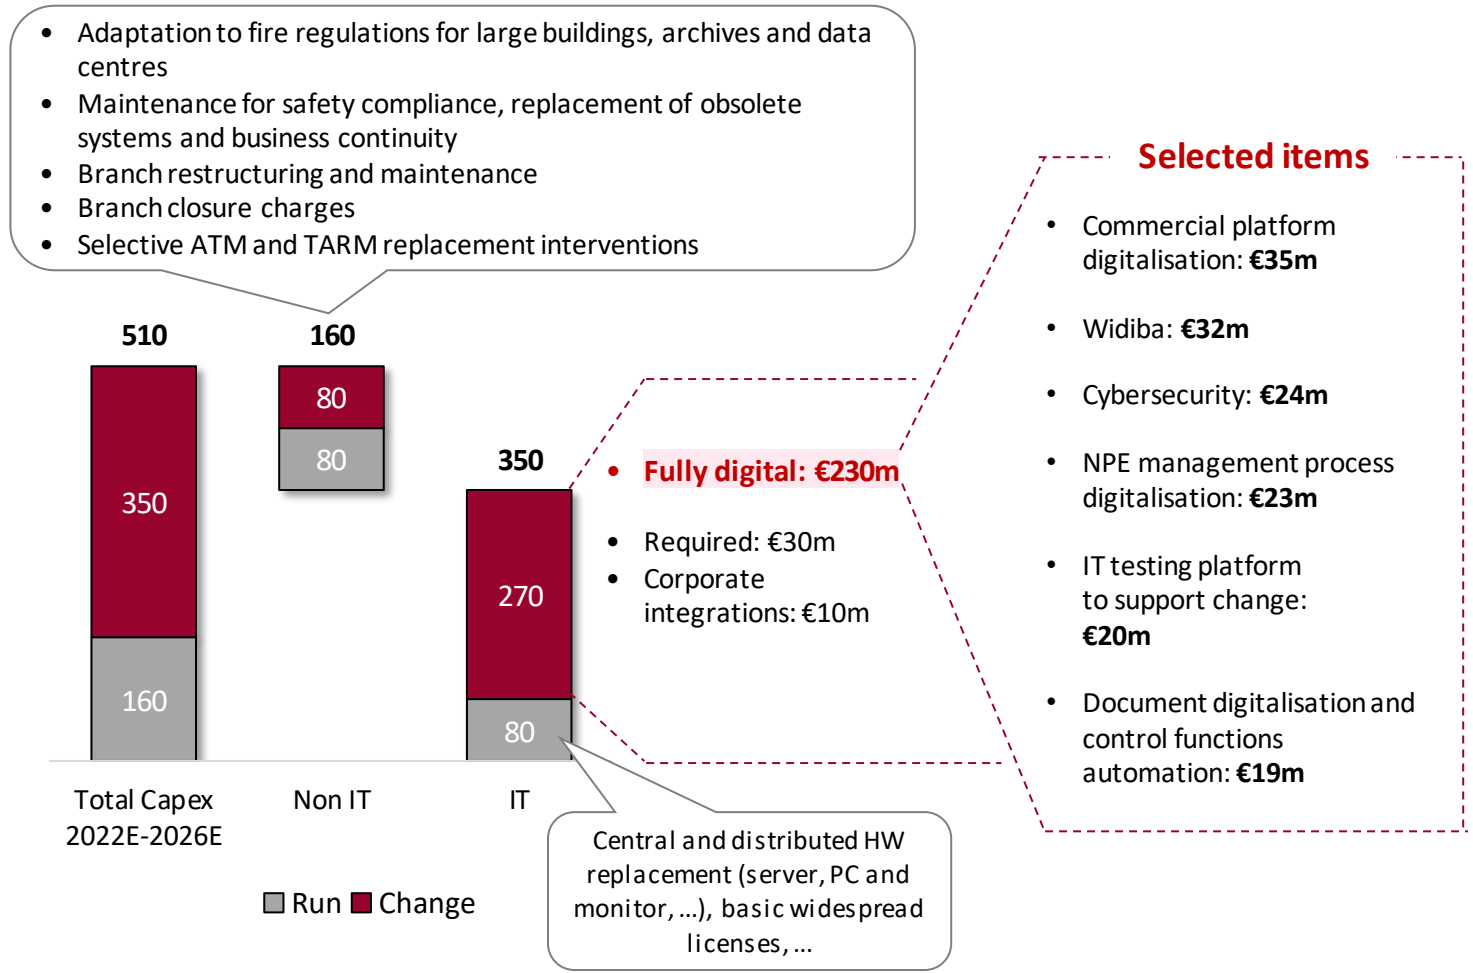 • Adaptation to fire regulations for large buildings, archives and data
centres
• Maintenance for safety compliance, replacement of obsolete
systems and business continuity
• Branch restructuring and maintenance
• Branch closure charges
• Selective ATM and TARM replacement interventions
510
350
160
Total Capex
2022E-2026E
160
80
80
Non IT
350
270
80
IT
Run
Change
Central and distributed HW
replacement (server, PC and
monitor, ...), basic widespread
licenses, ...
• Fully digital: €230m
• Required: €30m
• Corporate
integrations: €10m
Selected items
• Commercial platform
digitalisation: €35m
• Widiba: €32m
• Cybersecurity: €24m
• NPE management process
digitalisation: €23m
• IT testing platform
to support change:
€20m
• Document digitalisation and
control functions
automation: €19m